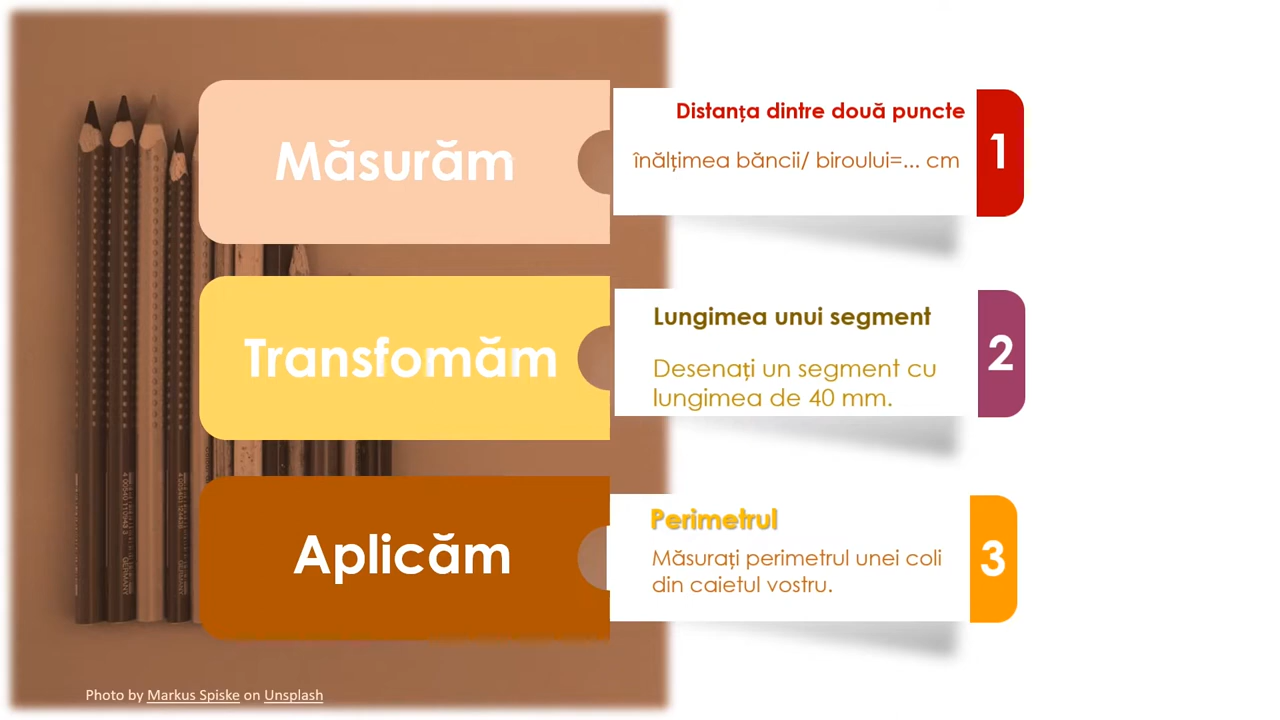 Măsurăm
Distanța dintre două puncte
înălțimea băncii/ biroului=... cm
1
Transfomăm
Lungimea unui segment
Desenați un segment cu
lungimea de 40 mm.
2
Aplicăm
Perimetrul
Măsurați perimetrul unei coli
din caietul vostru.
3
Photo by Markus Spiske on Unsplash